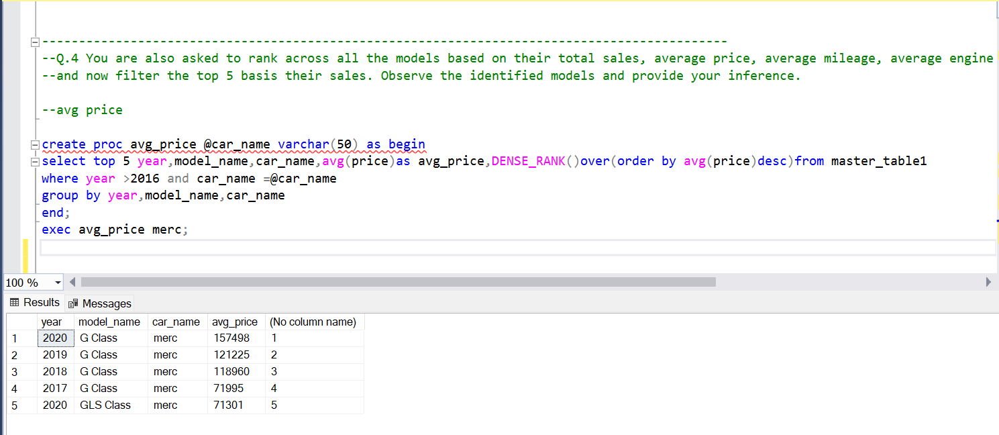 --Q.4 You are also asked to rank across all the models based on their total sales, average price, average mileage, average engine
--and now filter the top 5 basis their sales. Observe the identified models and provide your inference.
--avg price
create proc avg_price @car_name varchar(50) as begin
select top 5 year,model_name,car_name,avg(price)as avg_price,DENSE_RANK()over(order by avg(price)desc)from master_table1
where year >2016 and car_name =@car_name
group by year,model_name,car_name
end;
exec avg_price merc;
100 %
Results Messages
year model_name car_name avg_price (No column name)
1 2020 G Class merc 157498 1
2 2019 G Class merc 121225 2
3 2018 G Class merc 118960 3
4 2017 G Class merc 71995 4
5 2020 GLS Class merc 71301 5